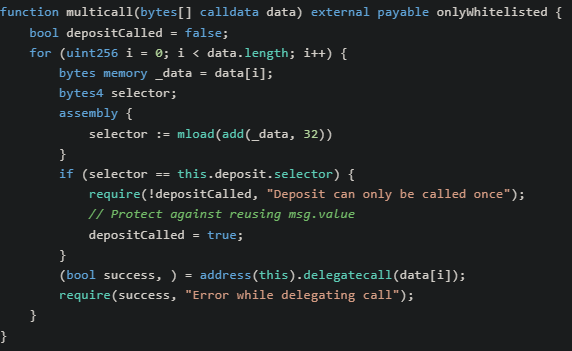 function multicall(bytes[] calldata data) external payable onlyWhitelisted {
    bool depositCalled = false;
    for (uint256 i = 0; i < data.length; i++) {
        bytes memory _data = data[i];
        bytes4 selector;
        assembly {
            selector := mload(add(_data, 32))
        }
        if (selector == this.deposit.selector) {
            require(!depositCalled, "Deposit can only be called once");
            // Protect against reusing msg.value
            depositCalled = true;
        }
        (bool success, ) = address(this).delegatecall(data[i]);
        require(success, "Error while delegating call");
    }
}